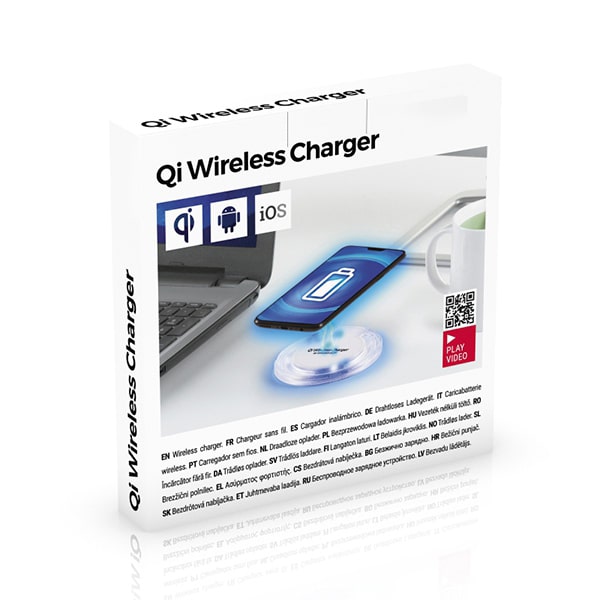 Qi Wireless Charger
Qi Wireless Charger
qi
iOS
Qi Wireless Charger
PLAY
VIDEO
Qi Wireless Charger
EN Wireless charger. FR Chargeur sans fil. ES Cargador inalámbrico. DE Drahtloses Ladegerät. IT Caricabatterie
wireless. PT Carregador sem fios. NL Draadloze oplader. PL Bezprzewodowa ładowarka. HU Vezeték nélküli töltő. RO
Încărcător fără fir. DA Trådløs oplader. SV Trådlös laddare. FI Langaton laturi. LT Belaidis įkroviklis. NO Trådløs lader. SL
Brezžični polnilec. EL Ασύρματος φορτιστής. CS Bezdrátová nabíječka. BG Безжично зарядно. HR Bežični punjač.
SK Bezdrôtová nabíjačka. ET Juhtmevaba laadija. RU Беспроводное зарядное устройство. LV Bezvadu lādētājs.